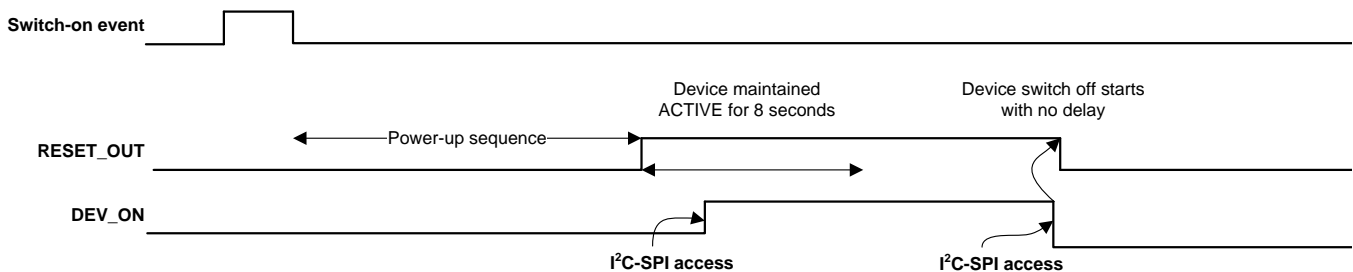 Switch-on event
Device maintained
ACTIVE for 8 seconds
Device switch off starts
with no delay
Power-up sequence
RESET_OUT
DEV_ON
I²C-SPI access
I²C-SPI access